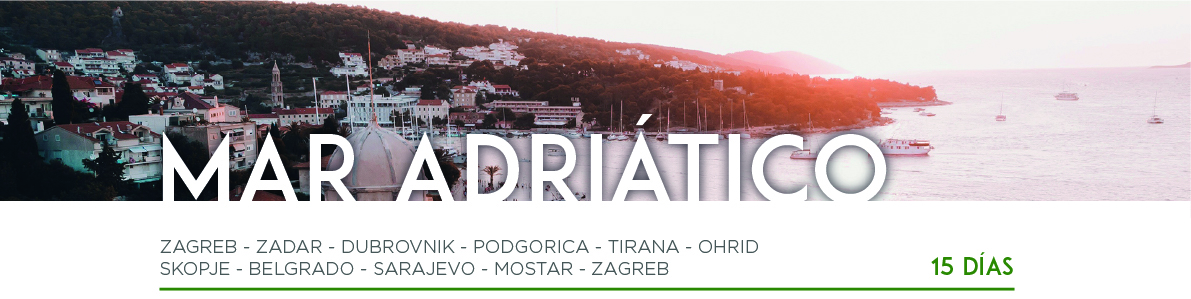 MAR ADRIÁTICO
ZAGREB - ZADAR - DUBROVNIK - PODGORICA - TIRANA - OHRID
SKOPJE - BELGRADO - SARAJEVO - MOSTAR - ZAGREB
15 DÍAS